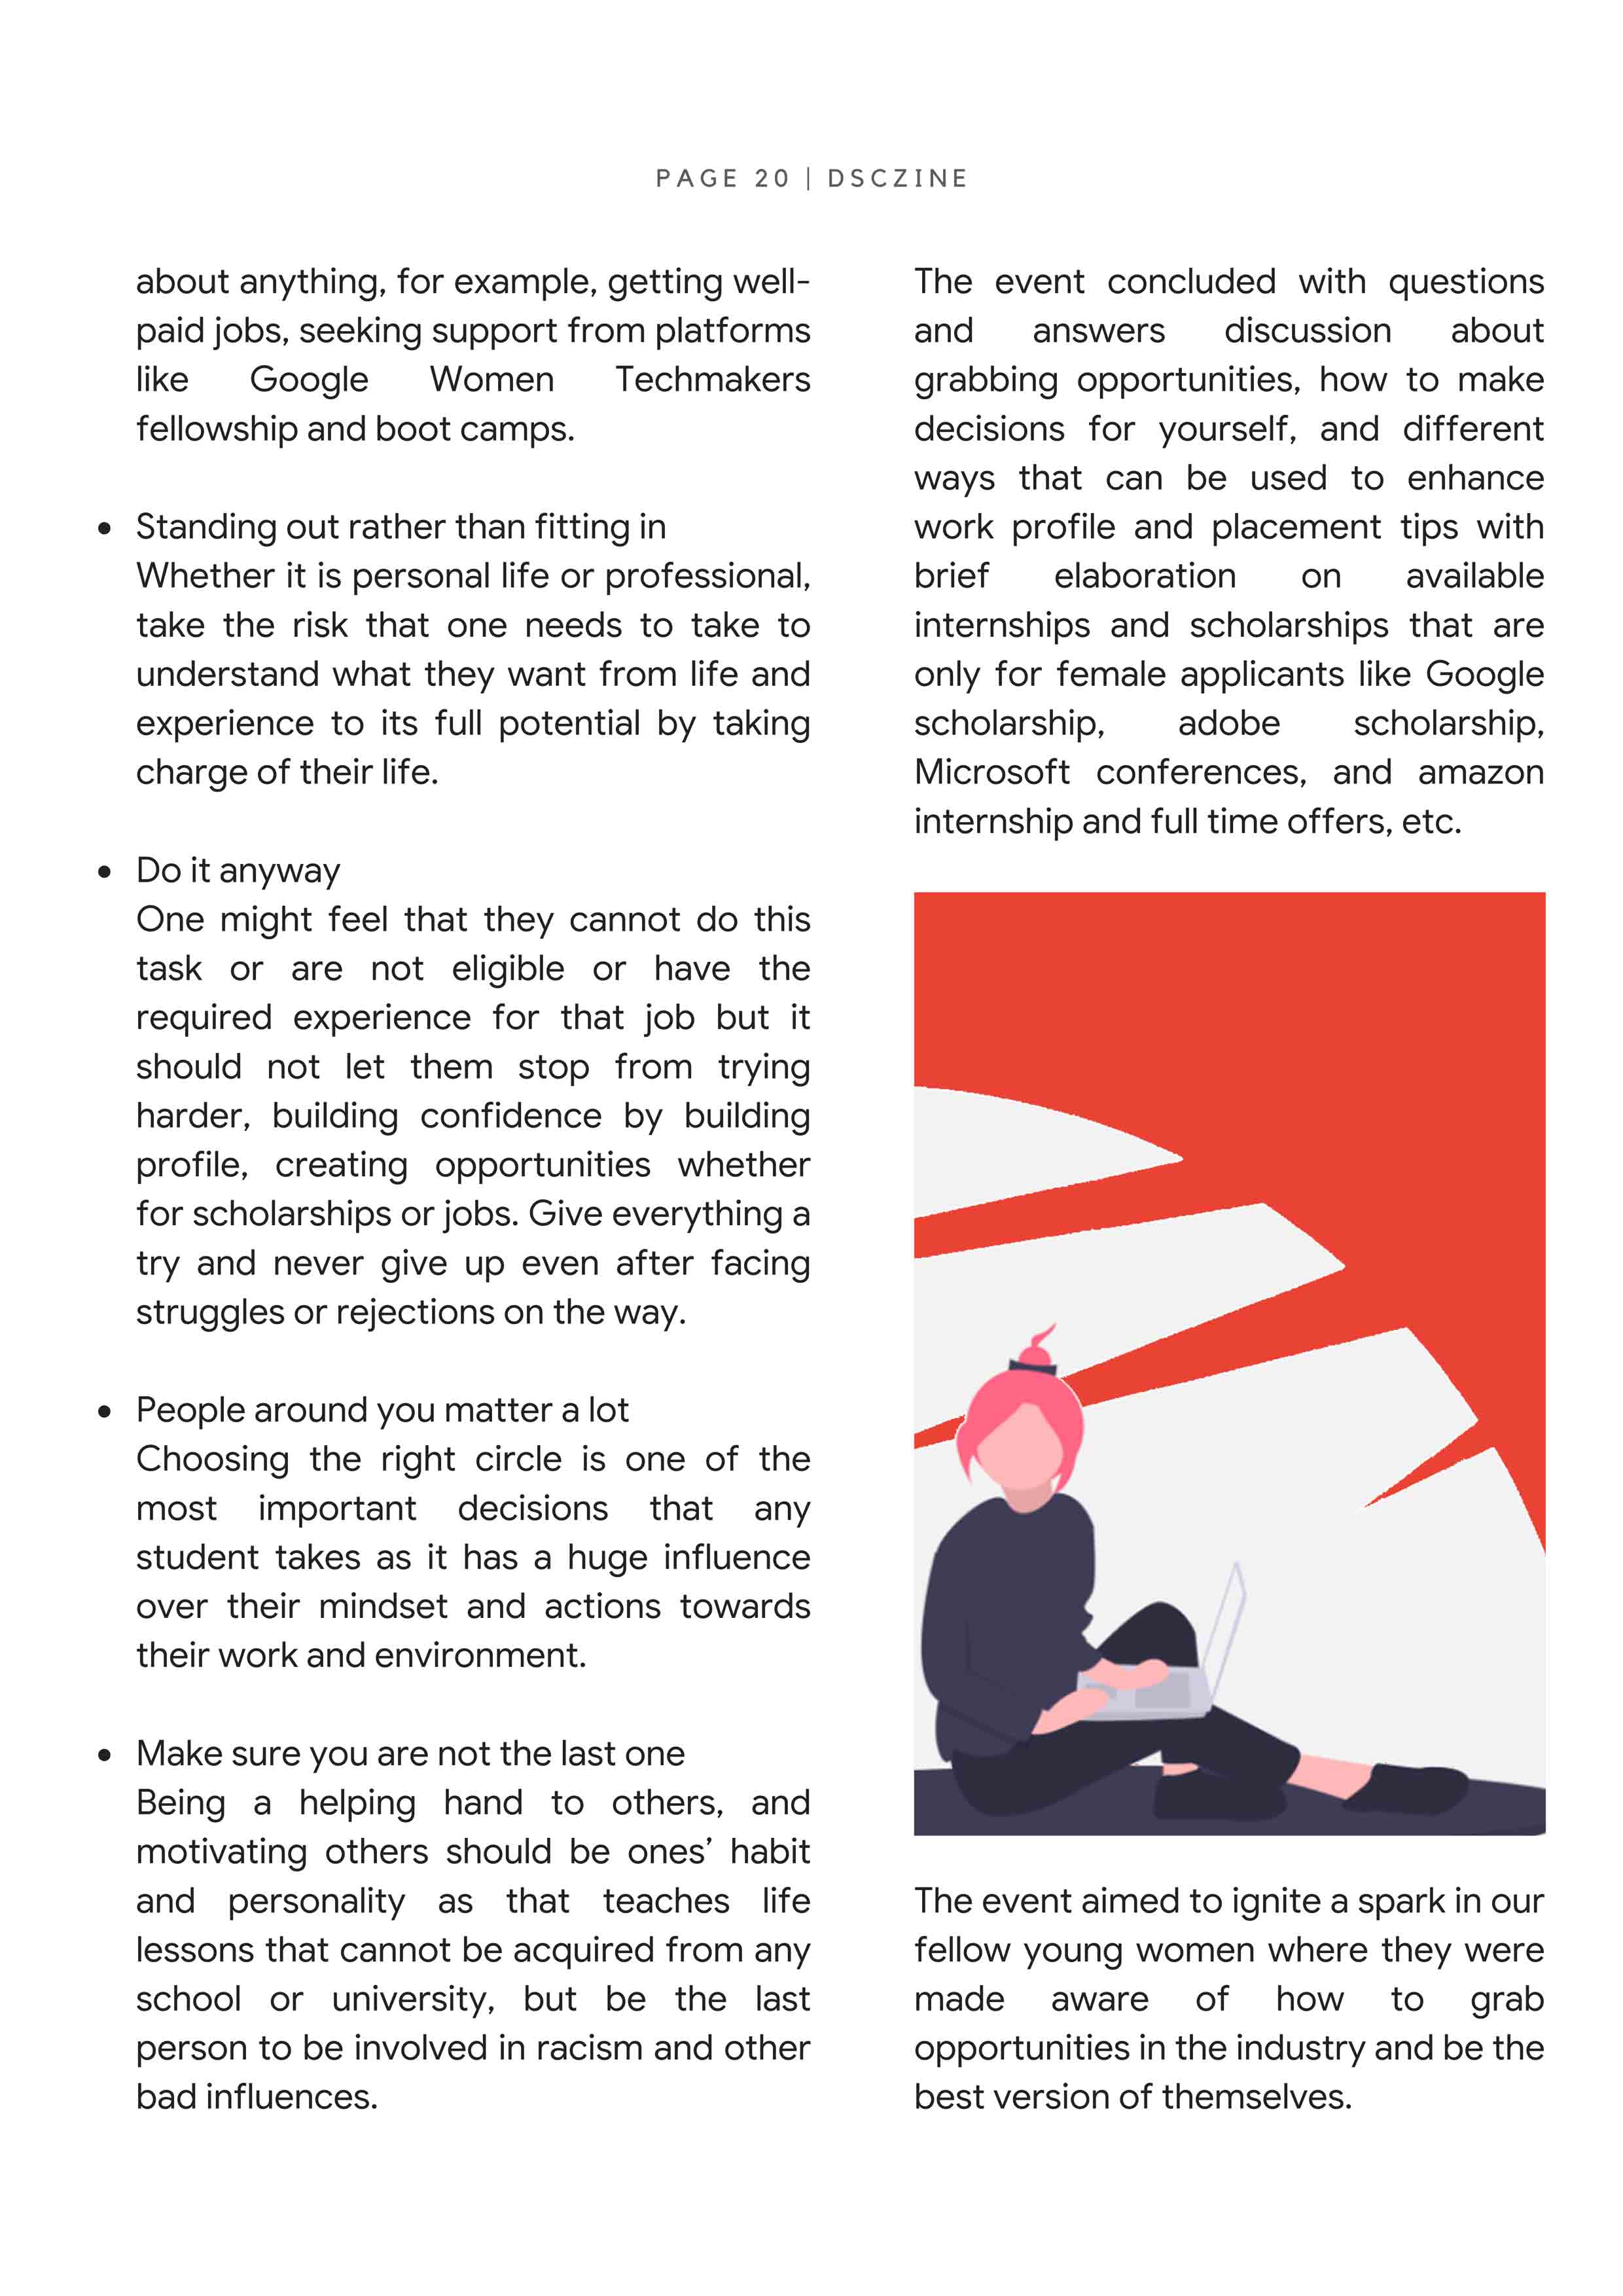 PAGE 20 | DSCZINE
about anything, for example, getting well-
paid jobs, seeking support from platforms
like Google Women Techmakers
fellowship and boot camps.
• Standing out rather than fitting in
Whether it is personal life or professional,
take the risk that one needs to take to
understand what they want from life and
experience to its full potential by taking
charge of their life.
• Do it anyway
One might feel that they cannot do this
task or are not eligible or have the
required experience for that job but it
should not let them stop from trying
harder, building confidence by building
profile, creating opportunities whether
for scholarships or jobs. Give everything a
try and never give up even after facing
struggles or rejections on the way.
• People around you matter a lot
Choosing the right circle is one of the
most important decisions that any
student takes as it has a huge influence
over their mindset and actions towards
their work and environment.
• Make sure you are not the last one
Being a helping hand to others, and
motivating others should be ones’ habit
and personality as that teaches life
lessons that cannot be acquired from any
school or university, but be the last
person to be involved in racism and other
bad influences.
The event concluded with questions
and answers discussion about
grabbing opportunities, how to make
decisions for yourself, and different
ways that can be used to enhance
work profile and placement tips with
brief elaboration on available
internships and scholarships that are
only for female applicants like Google
scholarship, adobe scholarship,
Microsoft conferences, and amazon
internship and full time offers, etc.
The event aimed to ignite a spark in our
fellow young women where they were
made aware of how to grab
opportunities in the industry and be the
best version of themselves.